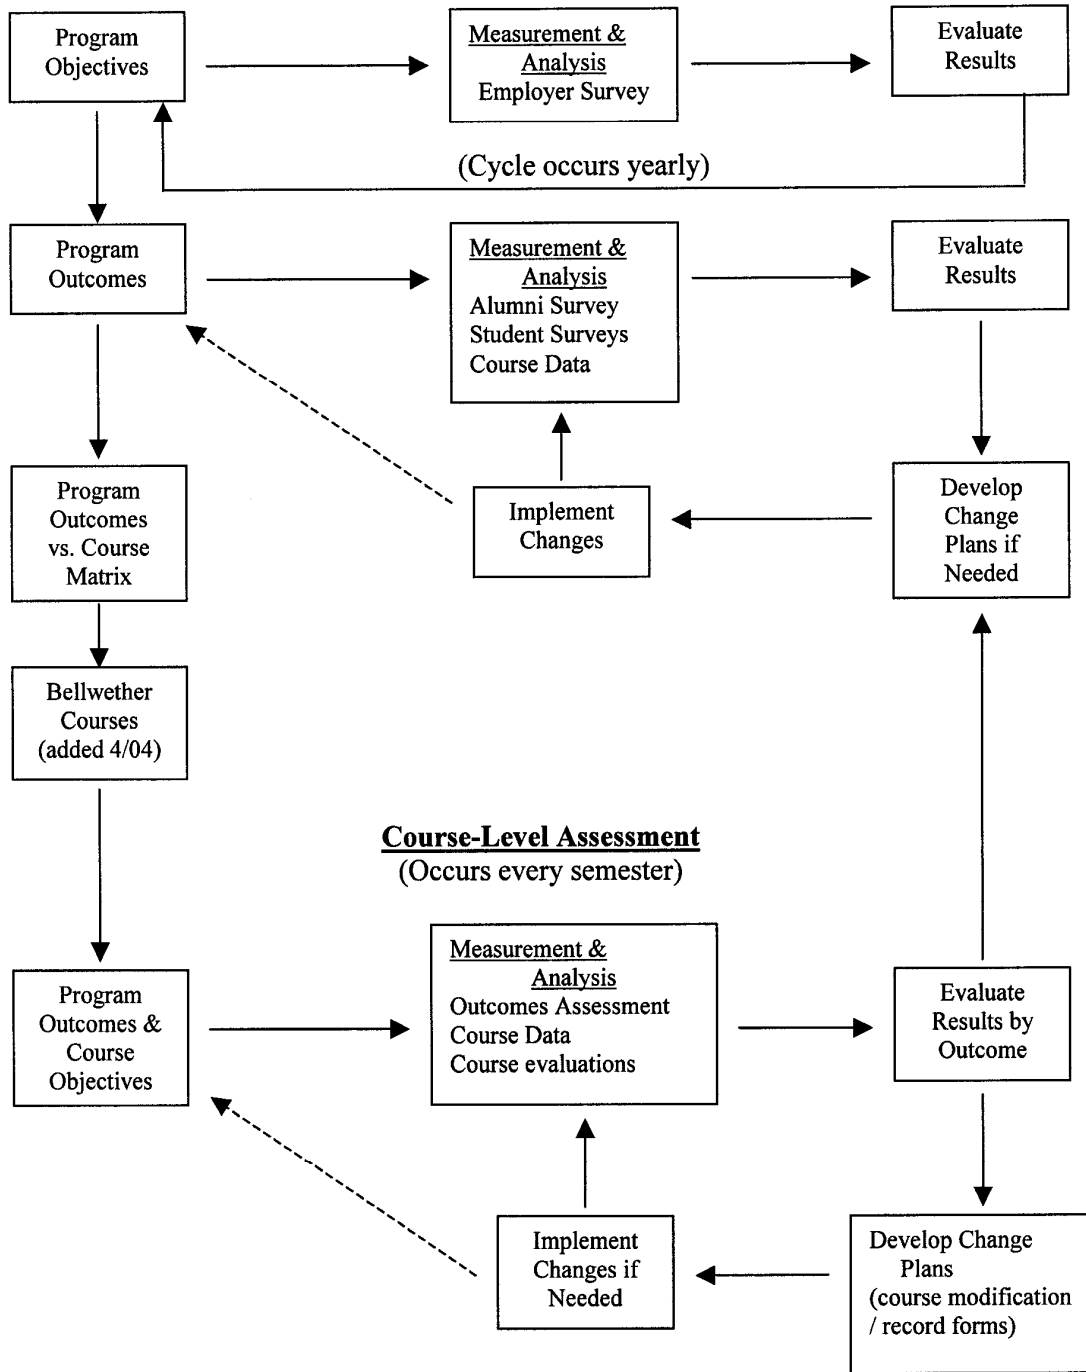 Program
Objectives
Measurement &
Analysis
Employer Survey
Evaluate
Results
(Cycle occurs yearly)
Program
Outcomes
Measurement &
Analysis
Alumni Survey
Student Surveys
Course Data
Evaluate
Results
Program
Outcomes
vs. Course
Matrix
Implement
Changes
Develop
Change
Plans if
Needed
Bellwether
Courses
(added 4/04)
Course-Level Assessment
(Occurs every semester)
Program
Outcomes &
Course
Objectives
Measurement &
Analysis
Outcomes Assessment
Course Data
Course evaluations
Evaluate
Results by
Outcome
Implement
Changes if
Needed
Develop Change
Plans
(course modification
/ record forms)